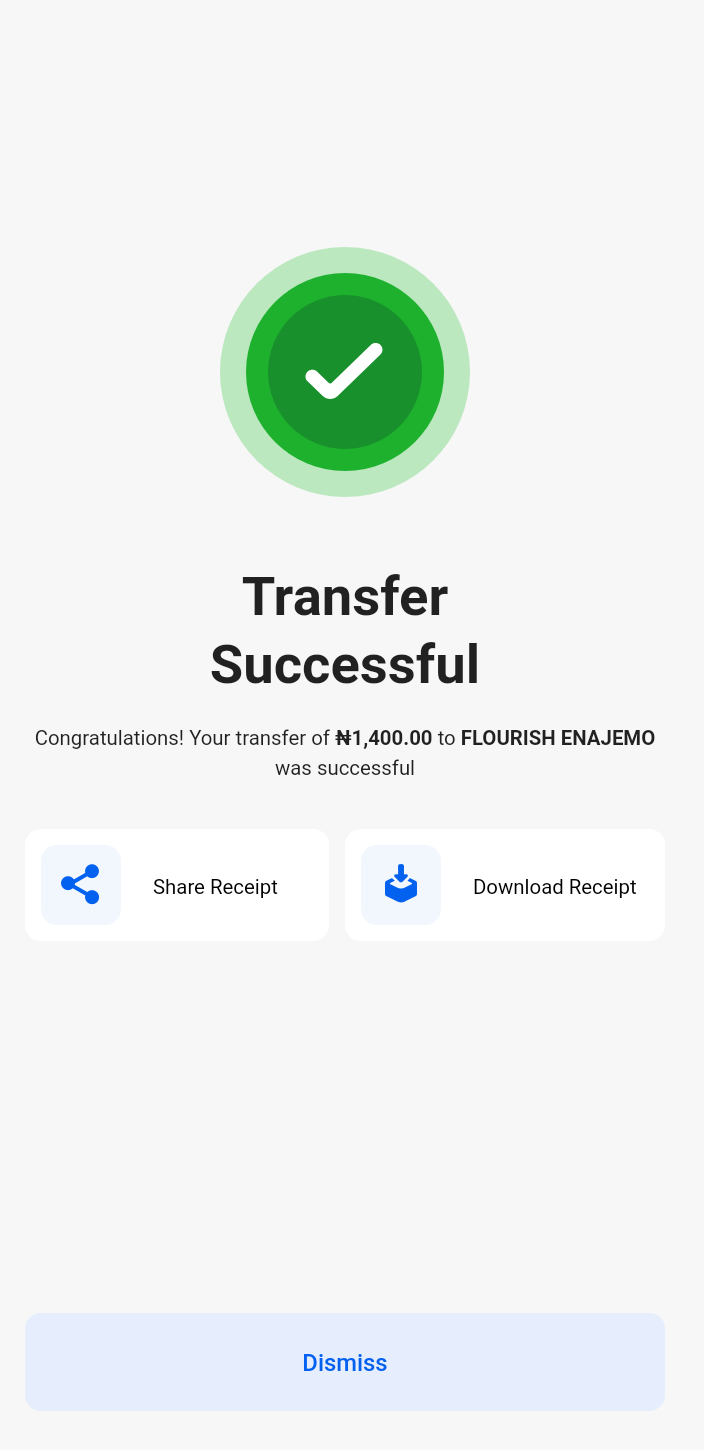 Transfer
Successful
Congratulations! Your transfer of ₦1,400.00 to FLOURISH ENAJEMO
was successful
Share Receipt
Download Receipt
Dismiss